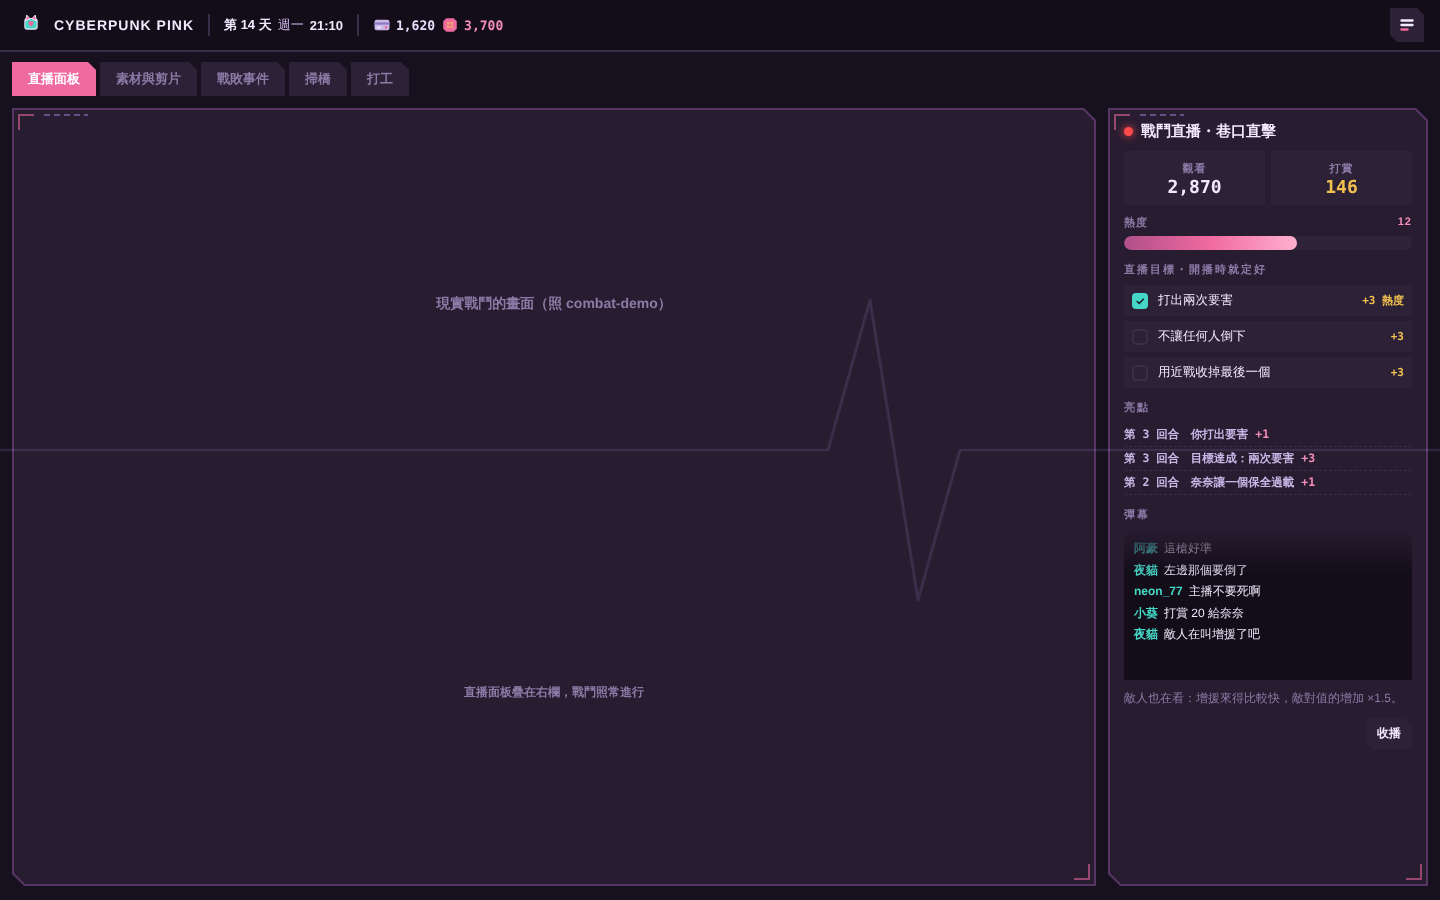 CYBERPUNK PINK 第 14 天 週一 21:10 1,620 3,700
直播面板 素材與剪片 戰敗事件 掃橋 打工
現實戰鬥的畫面（照 combat-demo）
直播面板疊在右欄，戰鬥照常進行
戰鬥直播・巷口直擊
觀看 打賞
2,870 146
熱度 12
直播目標・開播時就定好
打出兩次要害 +3 熱度
不讓任何人倒下 +3
用近戰收掉最後一個 +3
亮點
第 3 回合 你打出要害 +1
第 3 回合 目標達成：兩次要害 +3
第 2 回合 奈奈讓一個保全過載 +1
彈幕
阿豪 這槍好準
夜貓 左邊那個要倒了
neon_77 主播不要死啊
小葵 打賞 20 給奈奈
夜貓 敵人在叫增援了吧
敵人也在看：增援來得比較快，敵對值的增加 ×1.5。
收播